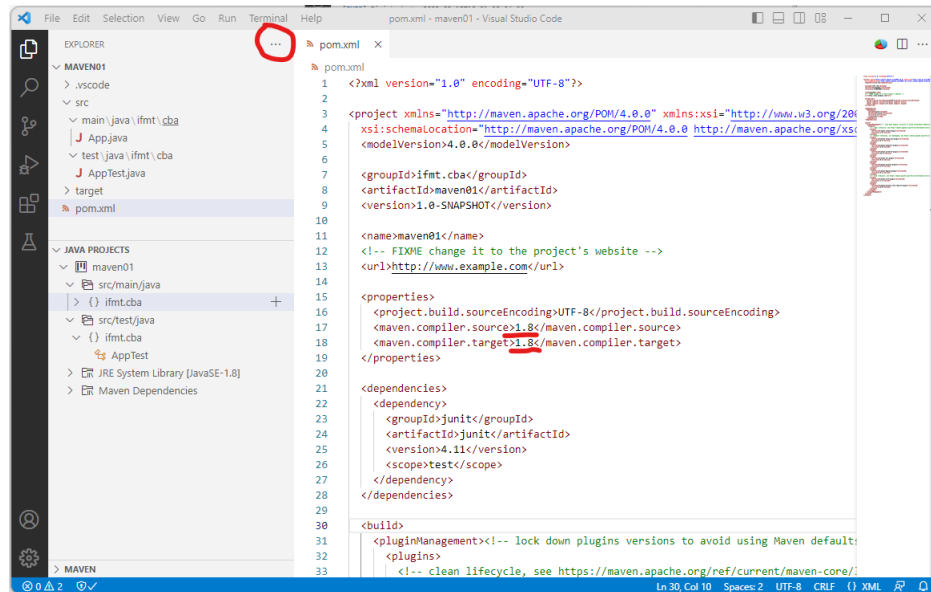 File Edit Selection View Go Run Terminal Help pom.xml - maven01 - Visual Studio Code
EXPLORER ...
MAVEN01
.vscode
src
main\java\ifmt\cba
J App.java
test\java\ifmt\cba
J AppTest.java
target
pom.xml
JAVA PROJECTS
maven01
src/main/java
{} ifmt.cba
src/test/java
{} ifmt.cba
AppTest
JRE System Library [JavaSE-1.8]
Maven Dependencies
MAVEN
pom.xml
pom.xml
1 <?xml version="1.0" encoding="UTF-8"?>
2
3 <project xmlns="http://maven.apache.org/POM/4.0.0" xmlns:xsi="http://www.w3.org/200
4 xsi:schemaLocation="http://maven.apache.org/POM/4.0.0 http://maven.apache.org/xsd
5 <modelVersion>4.0.0</modelVersion>
6
7 <groupId>ifmt.cba</groupId>
8 <artifactId>maven01</artifactId>
9 <version>1.0-SNAPSHOT</version>
10
11 <name>maven01</name>
12 <!-- FIXME change it to the project's website -->
13 <url>http://www.example.com</url>
14
15 <properties>
16 <project.build.sourceEncoding>UTF-8</project.build.sourceEncoding>
17 <maven.compiler.source>1.8</maven.compiler.source>
18 <maven.compiler.target>1.8</maven.compiler.target>
19 </properties>
20
21 <dependencies>
22 <dependency>
23 <groupId>junit</groupId>
24 <artifactId>junit</artifactId>
25 <version>4.11</version>
26 <scope>test</scope>
27 </dependency>
28 </dependencies>
29
30 <build>
31 <pluginManagement><!-- lock down plugins versions to avoid using Maven defaults
32 <plugins>
33 <!-- clean lifecycle, see https://maven.apache.org/ref/current/maven-core/
0 2 Ln 30, Col 10 Spaces: 2 UTF-8 CRLF {} XML